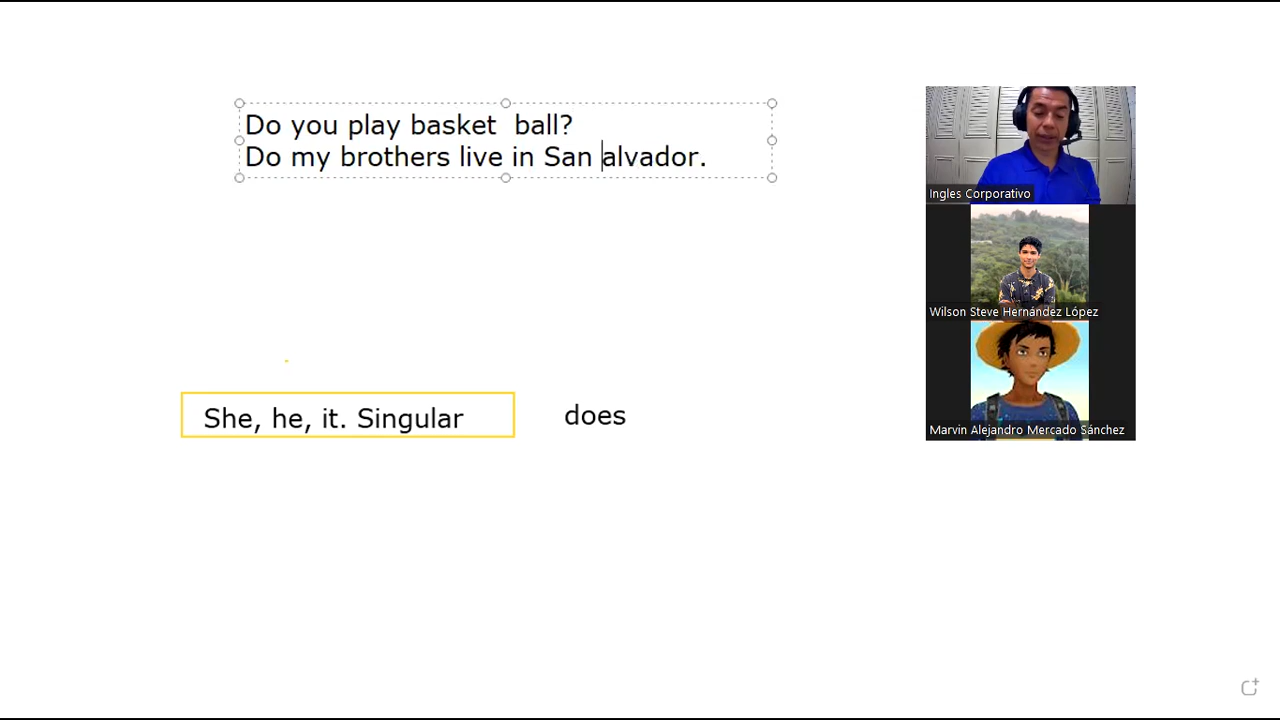 Do you play basket  ball?
Do my brothers live in San alvador.
She, he, it. Singular
does
Ingles Corporativo
Wilson Steve Hernández López
Marvin Alejandro Mercado Sánchez